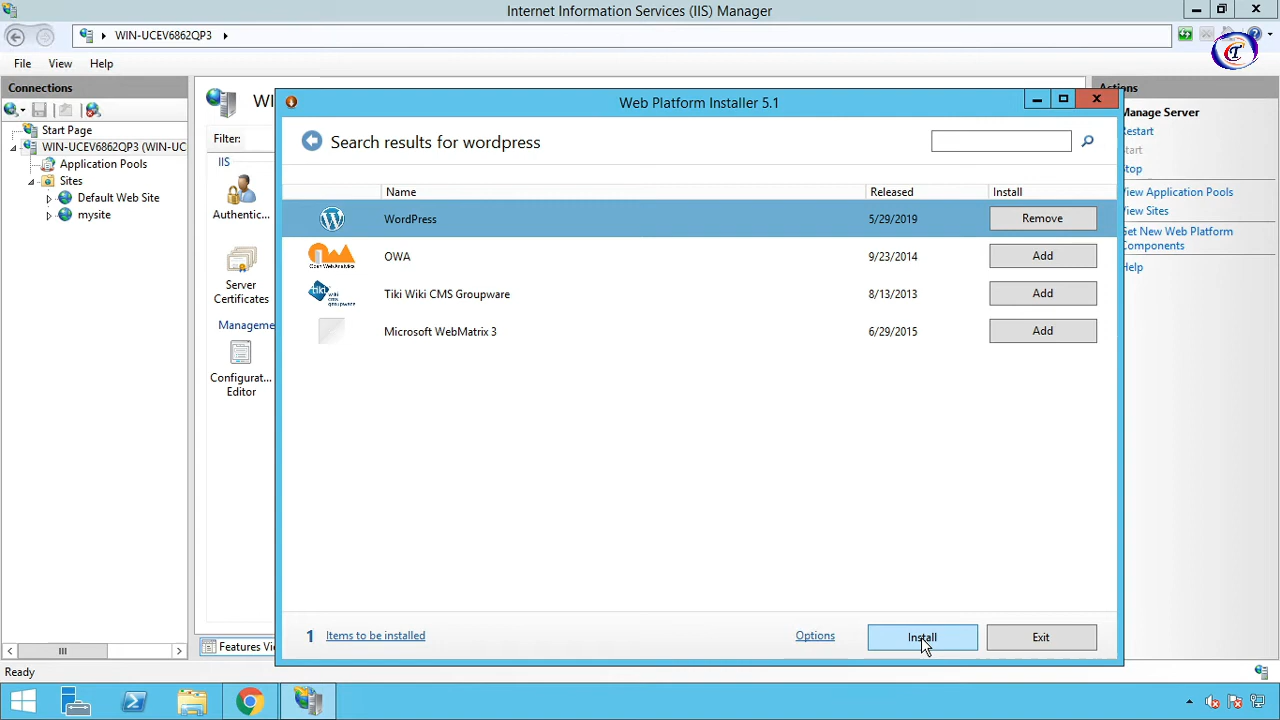 Internet Information Services (IIS) Manager
WIN-UCEV6862QP3
File View Help
Connections
Start Page
WIN-UCEV6862QP3 (WIN-UC
Application Pools
Sites
Default Web Site
mysite
WI
Filter:
IIS
Authentic...
Server
Certificates
Manageme
Configurat...
Editor
Features Vi
Web Platform Installer 5.1
Search results for wordpress
Name Released Install
WordPress 5/29/2019 Remove
OWA 9/23/2014 Add
Tiki Wiki CMS Groupware 8/13/2013 Add
Microsoft WebMatrix 3 6/29/2015 Add
1 Items to be installed Options Install Exit
Actions
Manage Server
Restart
tart
top
View Application Pools
View Sites
Get New Web Platform
Components
Help
Ready